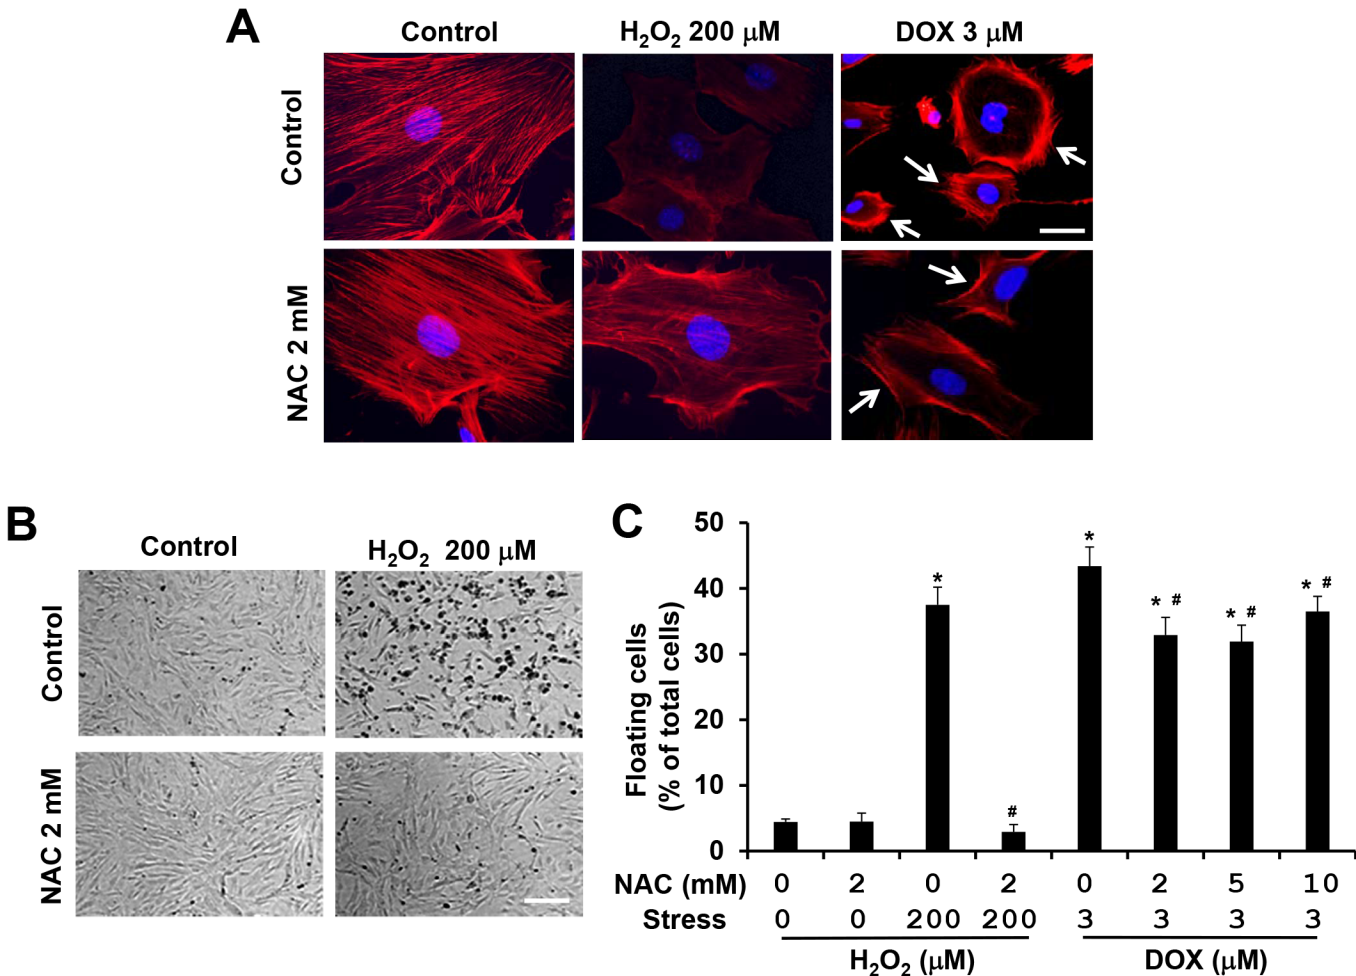 A
Control
H₂O₂ 200 μM
DOX 3 μM
Control
NAC 2 mM
B
Control
H₂O₂ 200 μM
Control
NAC 2 mM
C
Floating cells
(% of total cells)
50
40
30
20
10
0
*
#
*
* #
* #
* #
NAC (mM) 0 2 0 2 0 2 5 10
Stress 0 0 200 200 3 3 3 3
H₂O₂ (μM) DOX (μM)